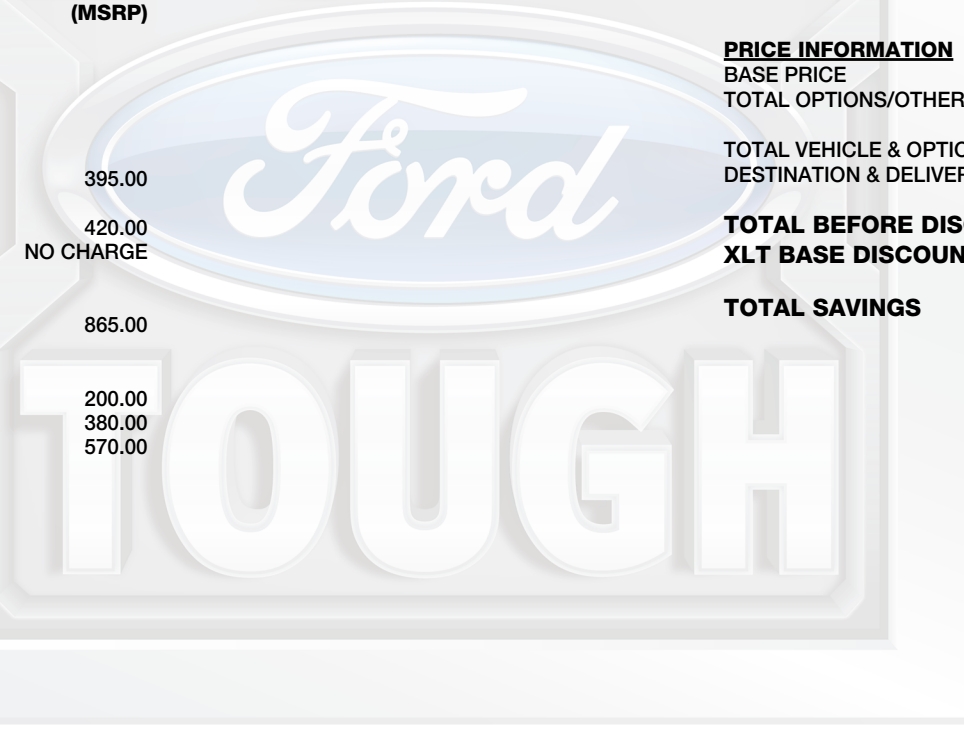 (MSRP)
395.00
420.00
NO CHARGE
865.00
200.00
380.00
570.00
PRICE INFORMATION
BASE PRICE
TOTAL OPTIONS/OTHER
TOTAL VEHICLE & OPTIO
DESTINATION & DELIVER
TOTAL BEFORE DIS
XLT BASE DISCOUN
TOTAL SAVINGS
Ford
TOUGH